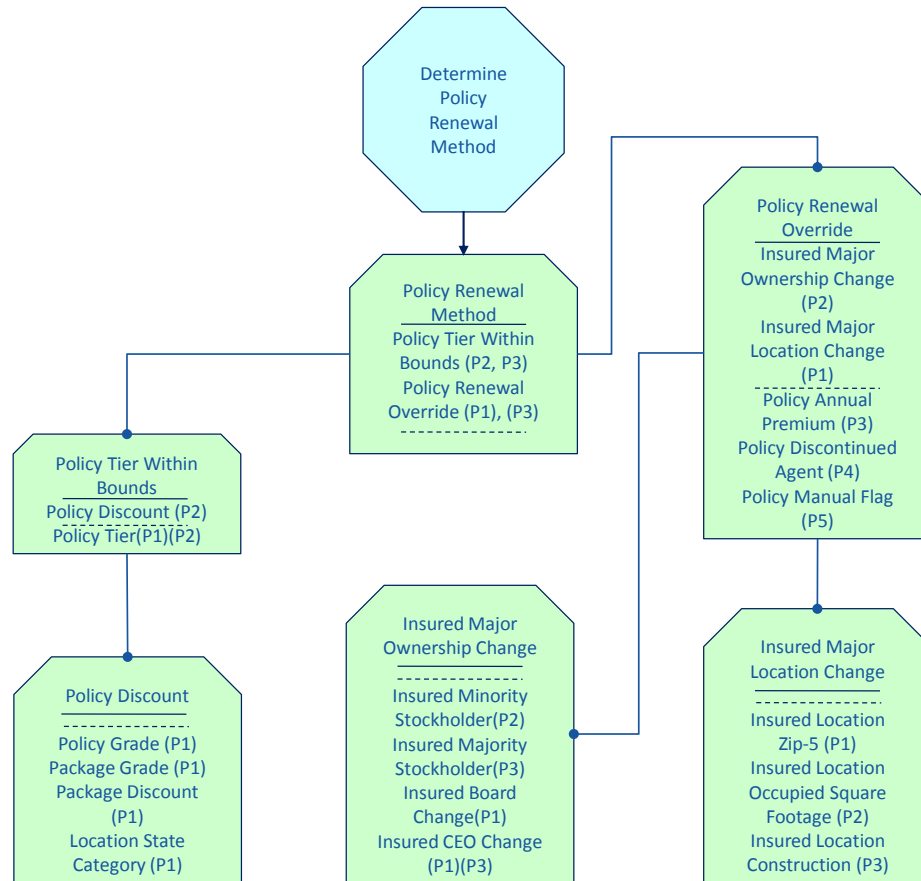 Determine
Policy
Renewal
Method
Policy Renewal
Method
Policy Tier Within
Bounds (P2, P3)
Policy Renewal
Override (P1), (P3)
Policy Renewal
Override
Insured Major
Ownership Change
(P2)
Insured Major
Location Change
(P1)
Policy Annual
Premium (P3)
Policy Discontinued
Agent (P4)
Policy Manual Flag
(P5)
Policy Tier Within
Bounds
Policy Discount (P2)
Policy Tier(P1)(P2)
Policy Discount
Policy Grade (P1)
Package Grade (P1)
Package Discount
(P1)
Location State
Category (P1)
Insured Major
Ownership Change
Insured Minority
Stockholder(P2)
Insured Majority
Stockholder(P3)
Insured Board
Change(P1)
Insured CEO Change
(P1)(P3)
Insured Major
Location Change
Insured Location
Zip-5 (P1)
Insured Location
Occupied Square
Footage (P2)
Insured Location
Construction (P3)